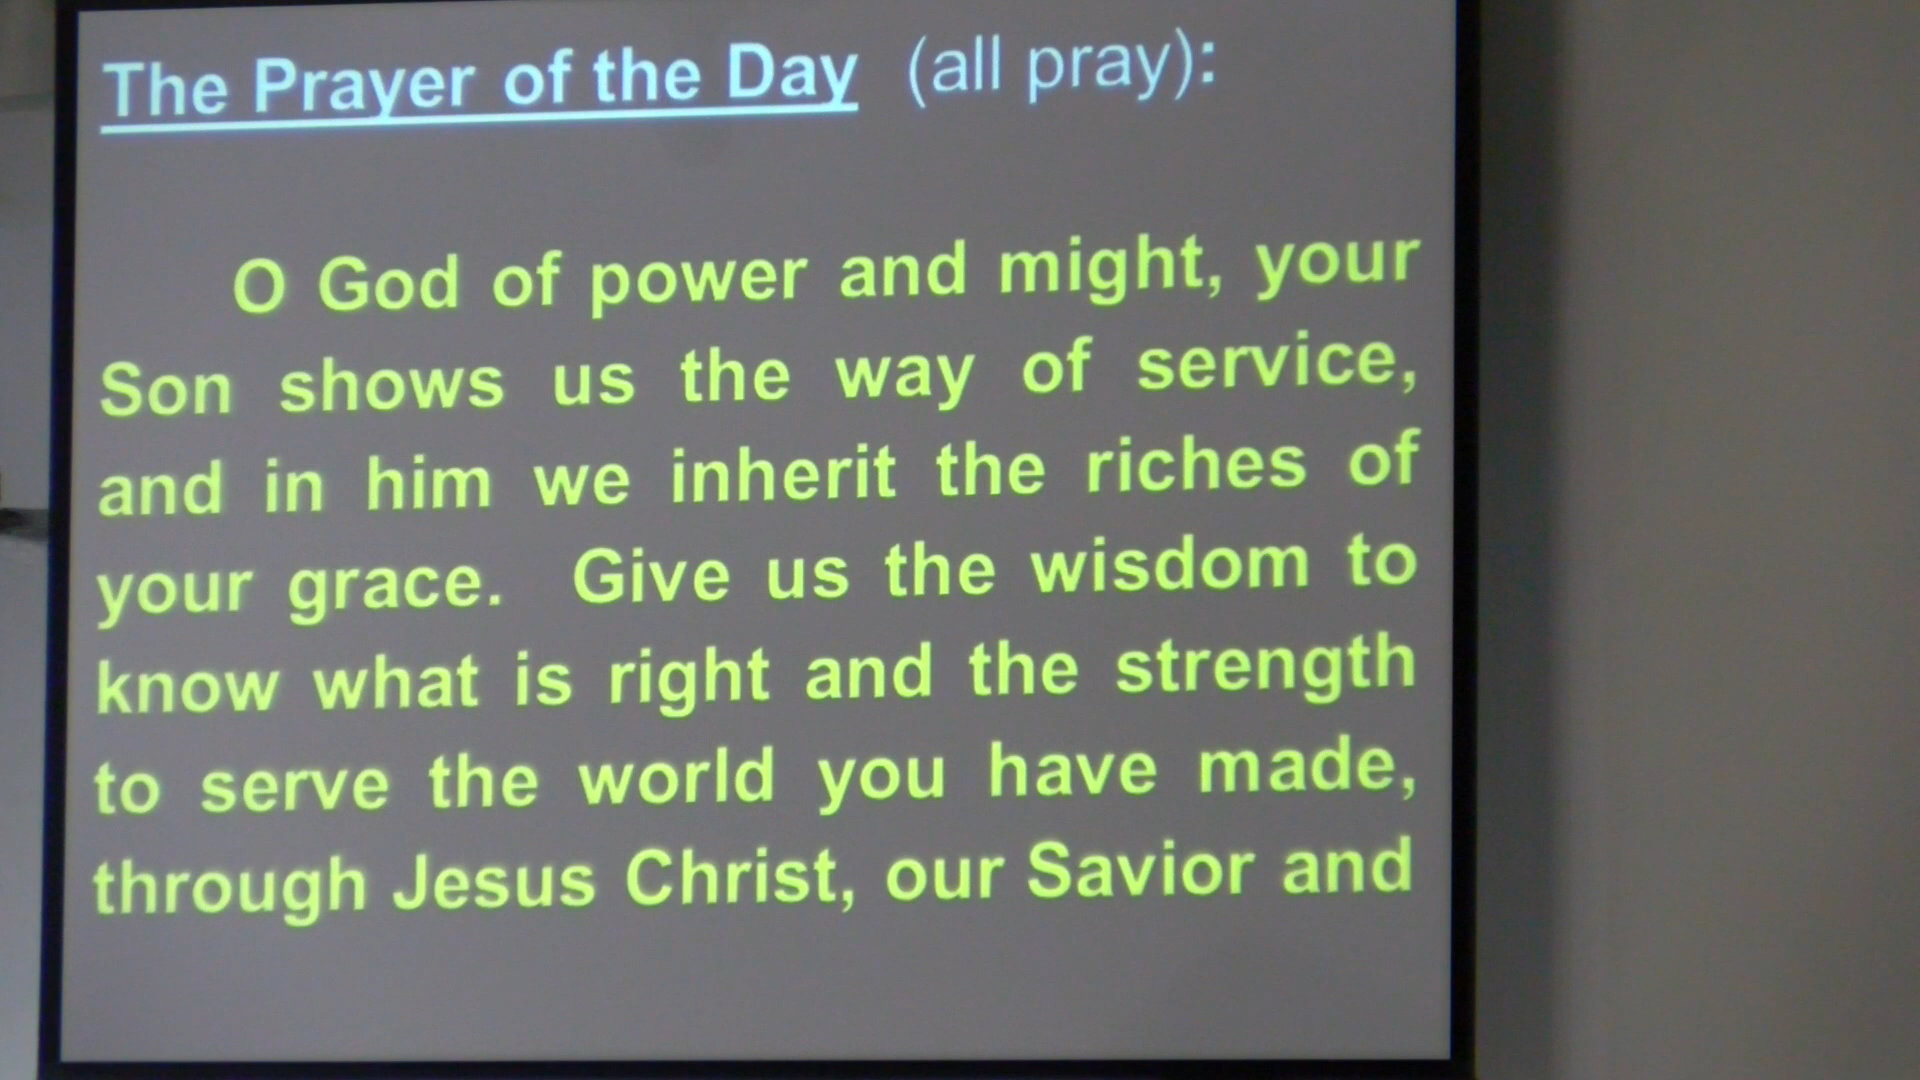 The Prayer of the Day (all pray):
O God of power and might, your
Son shows us the way of service,
and in him we inherit the riches of
your grace. Give us the wisdom to
know what is right and the strength
to serve the world you have made,
through Jesus Christ, our Savior and